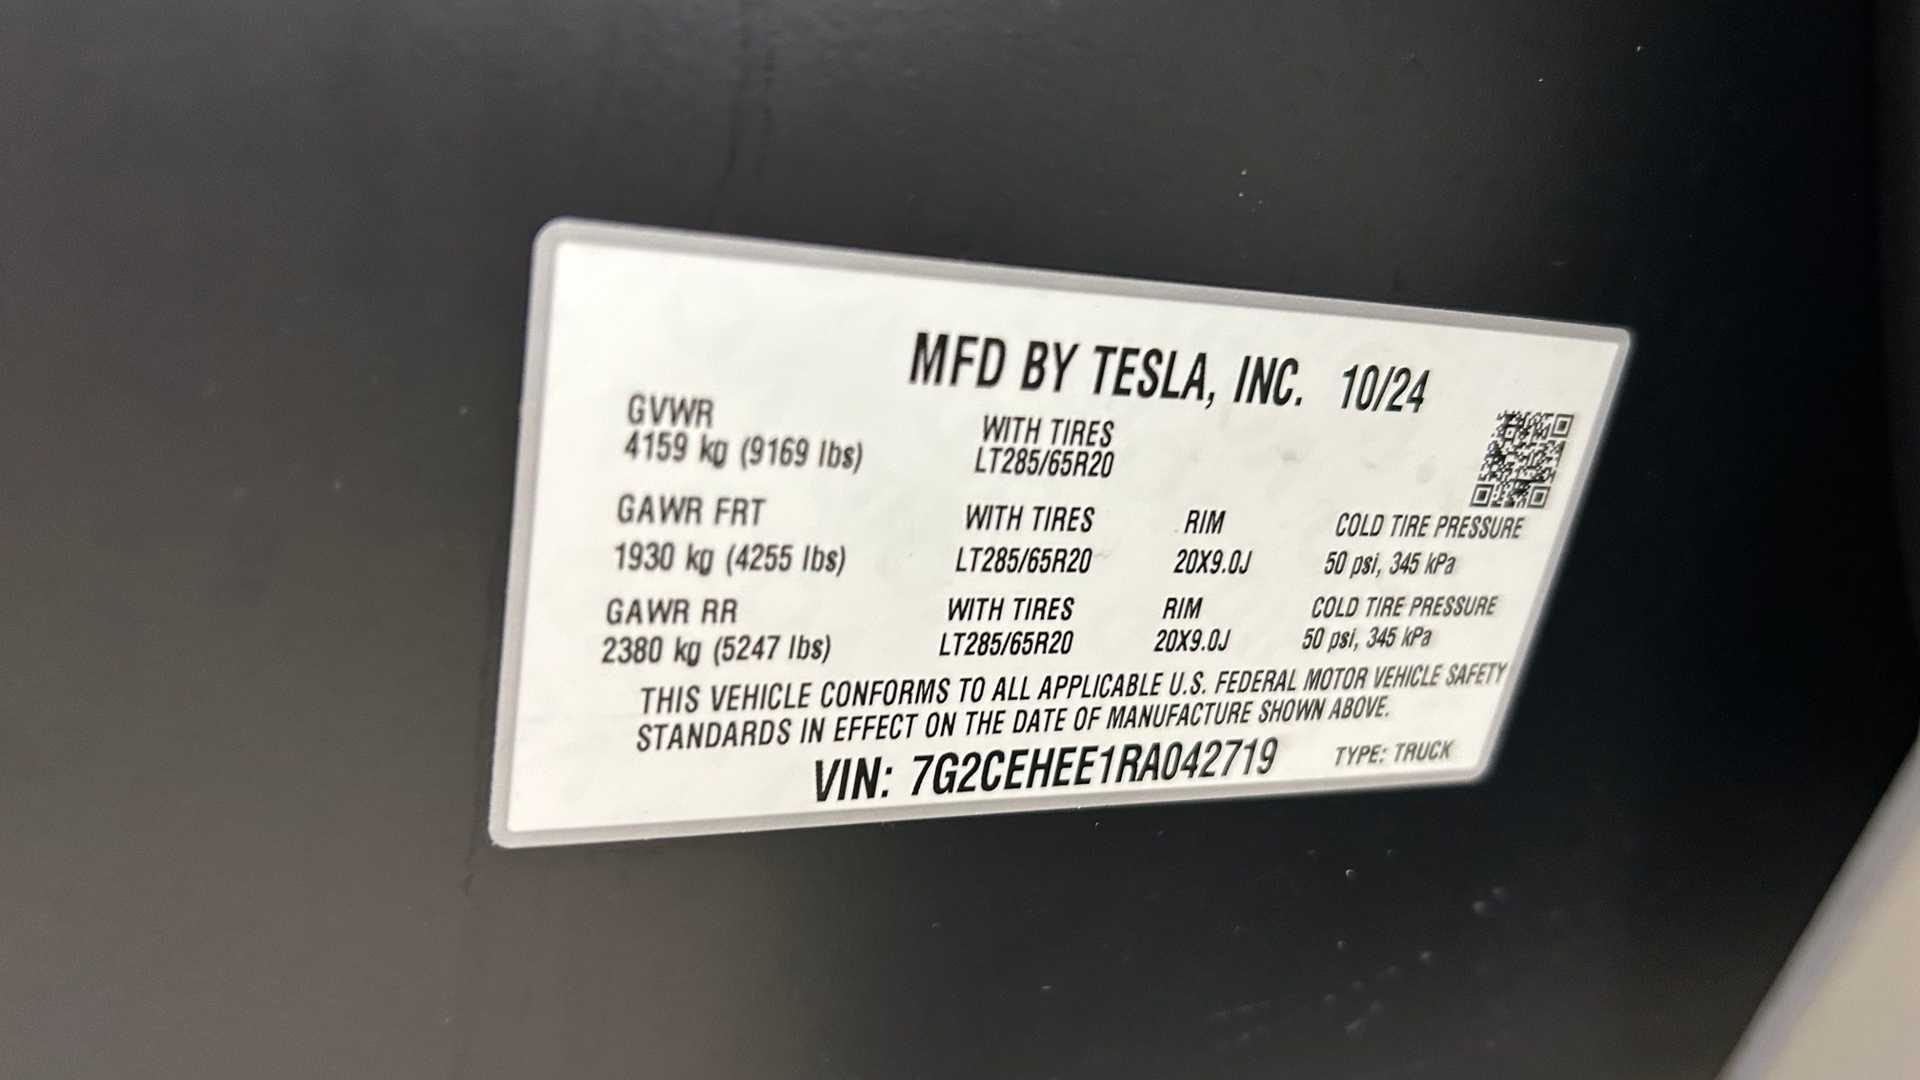 MFD BY TESLA, INC. 10/24
GVWR
4159 kg (9169 lbs)
WITH TIRES
LT285/65R20
GAWR FRT
1930 kg (4255 lbs)
WITH TIRES
LT285/65R20
RIM
20X9.0J
COLD TIRE PRESSURE
50 psi, 345 kPa
GAWR RR
2380 kg (5247 lbs)
WITH TIRES
LT285/65R20
RIM
20X9.0J
COLD TIRE PRESSURE
50 psi, 345 kPa
THIS VEHICLE CONFORMS TO ALL APPLICABLE U.S. FEDERAL MOTOR VEHICLE SAFETY
STANDARDS IN EFFECT ON THE DATE OF MANUFACTURE SHOWN ABOVE.
VIN: 7G2CEHEE1RA042719
TYPE: TRUCK